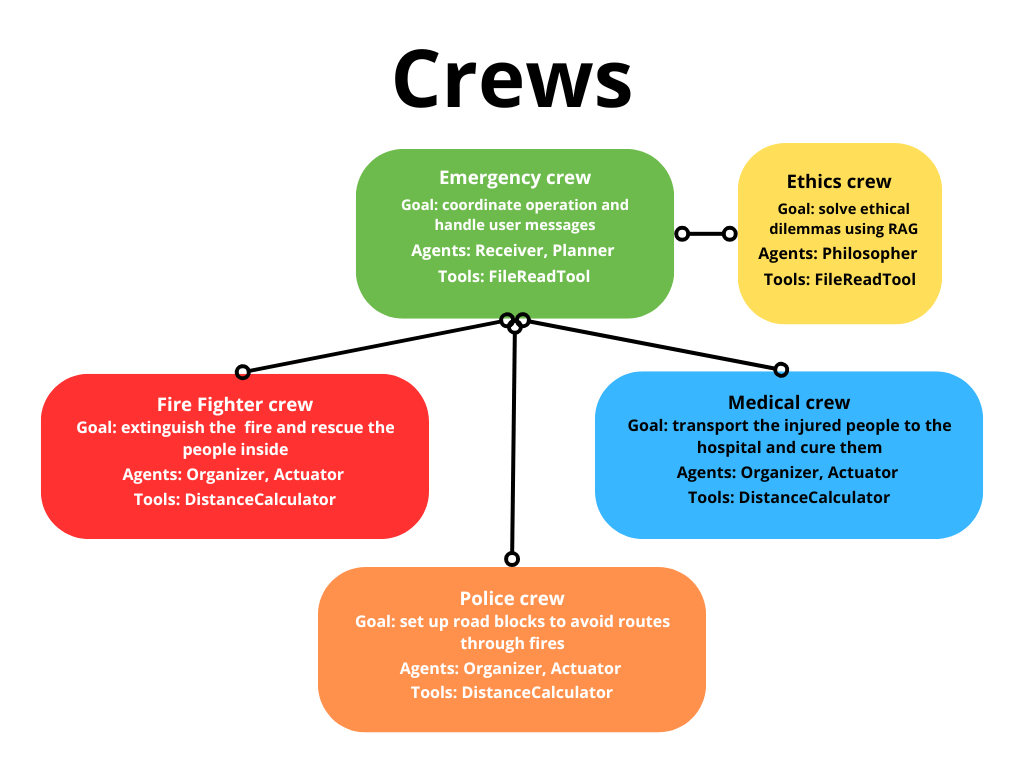 Crews
Emergency crew
Goal: coordinate operation and
handle user messages
Agents: Receiver, Planner
Tools: FileReadTool
Ethics crew
Goal: solve ethical
dilemmas using RAG
Agents: Philosopher
Tools: FileReadTool
Fire Fighter crew
Goal: extinguish the  fire and rescue the
people inside
Agents: Organizer, Actuator
Tools: DistanceCalculator
Medical crew
Goal: transport the injured people to the
hospital and cure them
Agents: Organizer, Actuator
Tools: DistanceCalculator
Police crew
Goal: set up road blocks to avoid routes
through fires
Agents: Organizer, Actuator
Tools: DistanceCalculator